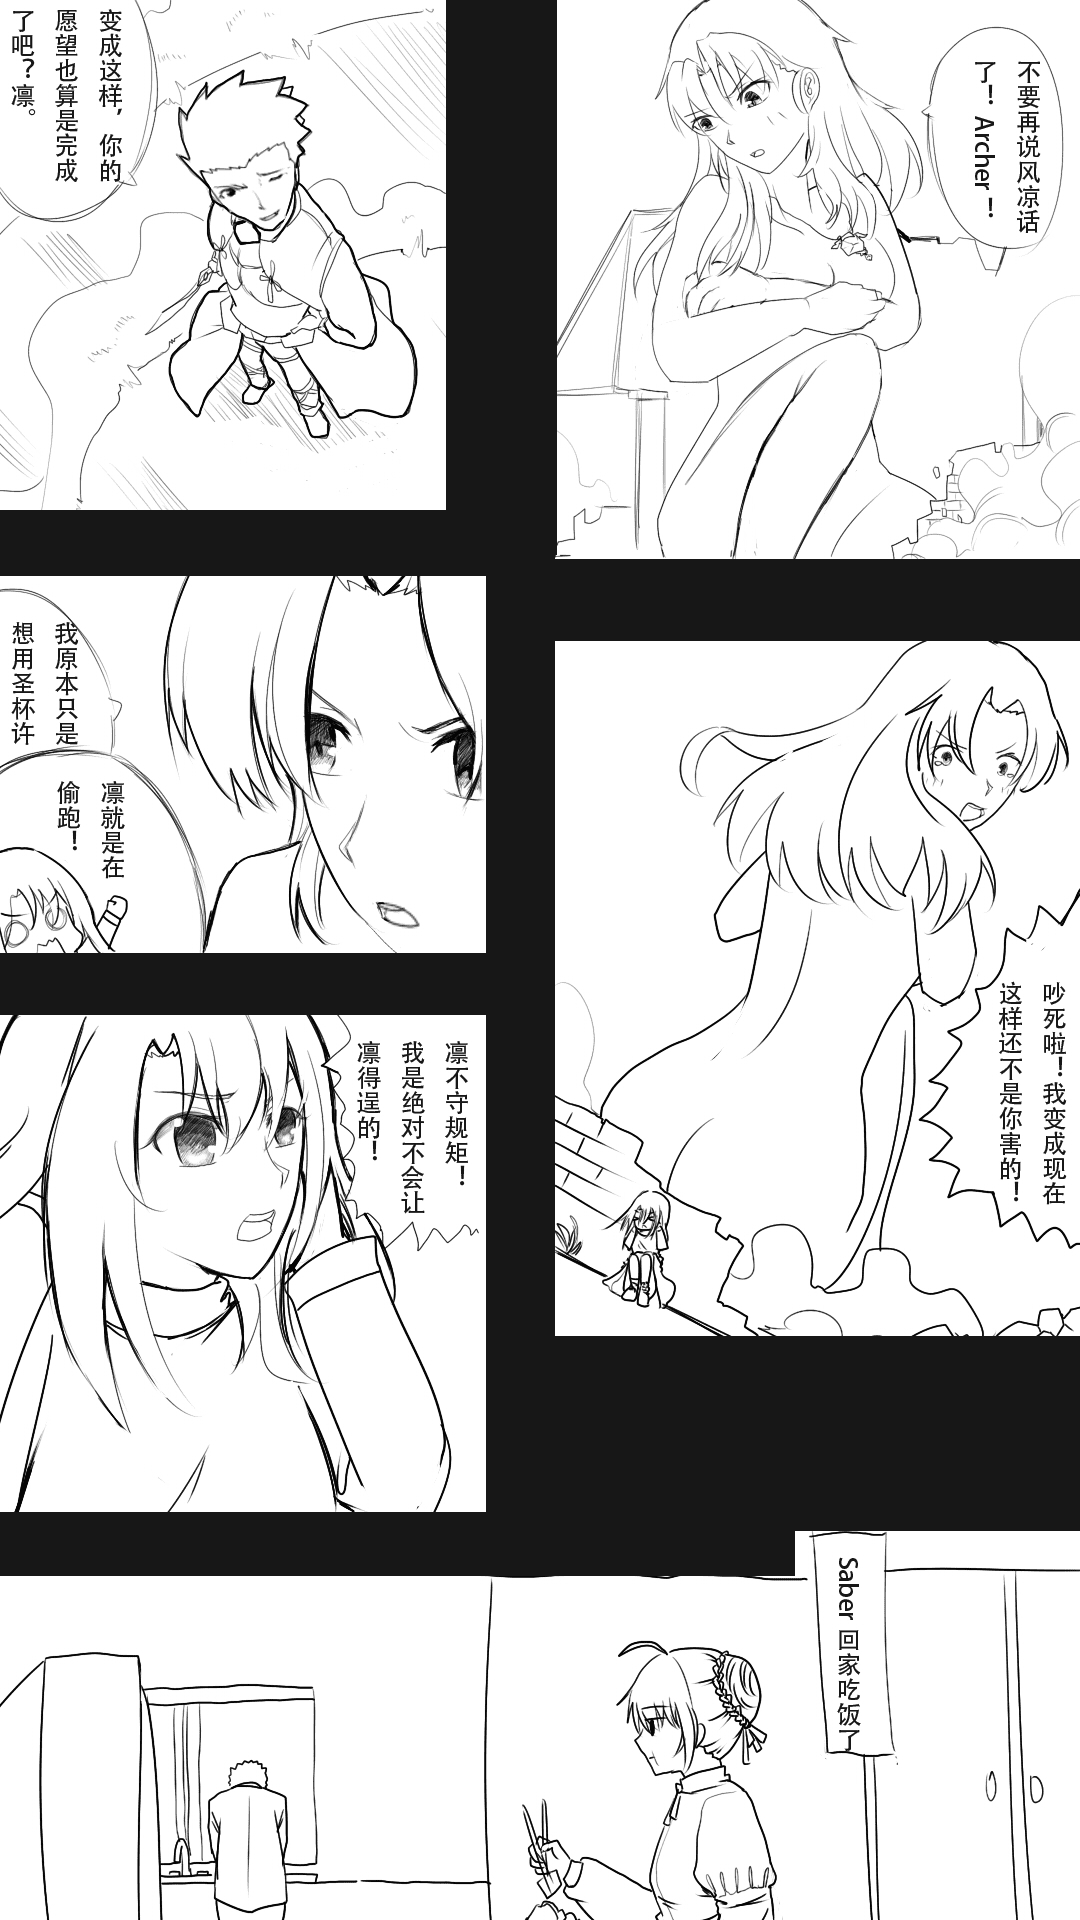 不要再说风凉话
了！Archer！
变成这样，你的
愿望也算是完成
了吧？凛。
吵死啦！我变成现在
这样还不是你害的！
我原本只是
想用圣杯许
凛就是在
偷跑！
凛不守规矩！
我是绝对不会让
凛得逞的！
Saber 回家吃饭了